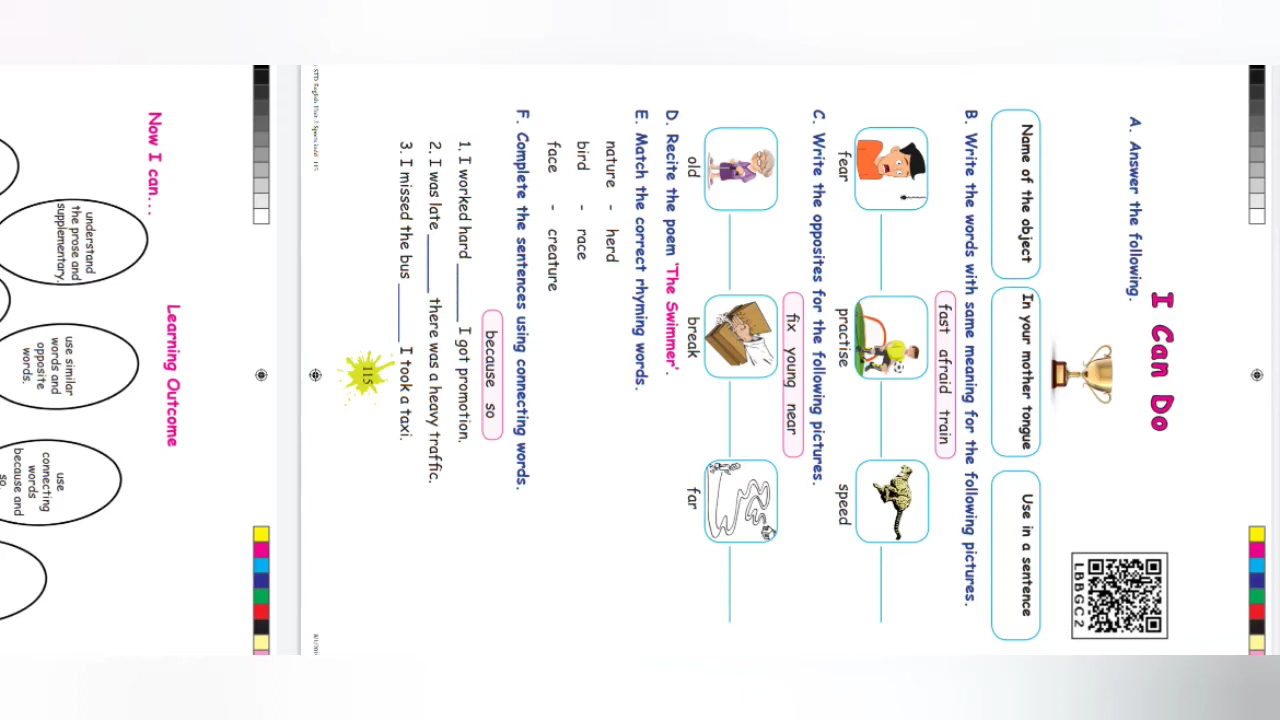 I Can Do
LBBGC2
A. Answer the following.
Name of the object In your mother tongue Use in a sentence
B. Write the words with same meaning for the following pictures.
fast afraid train
fear practise speed
C. Write the opposites for the following pictures.
fix young near
old break far
D. Recite the poem 'The Swimmer'.
E. Match the correct rhyming words.
nature - herd
bird - race
face - creature
F. Complete the sentences using connecting words.
because so
1. I worked hard ______ I got promotion.
2. I was late ______ there was a heavy traffic.
3. I missed the bus ______ I took a taxi.
115
Learning Outcome
Now I can...
understand
the prose and
supplementary.
use similar
words and
opposite
words.
use
connecting
words
because and
so.